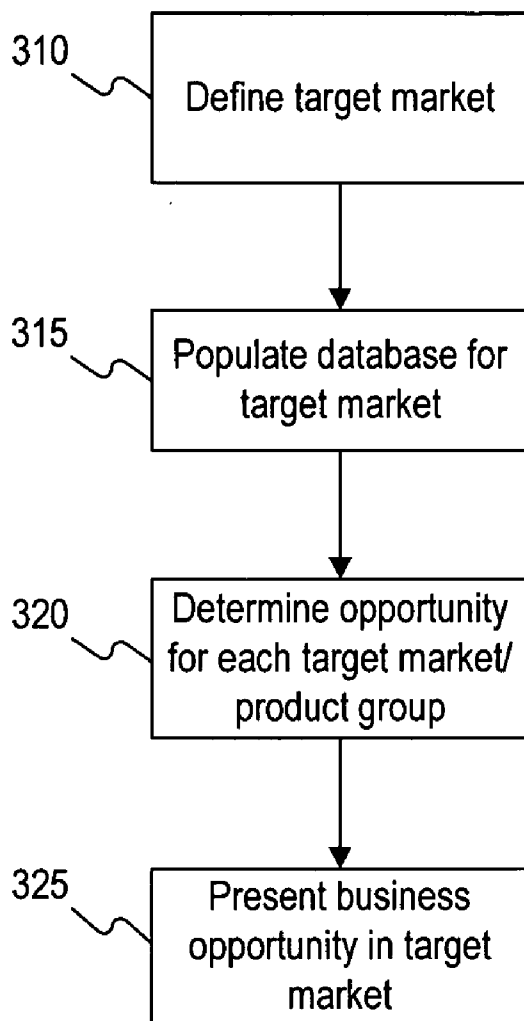 310
Define target market
315
Populate database for
target market
320
Determine opportunity
for each target market/
product group
325
Present business
opportunity in target
market